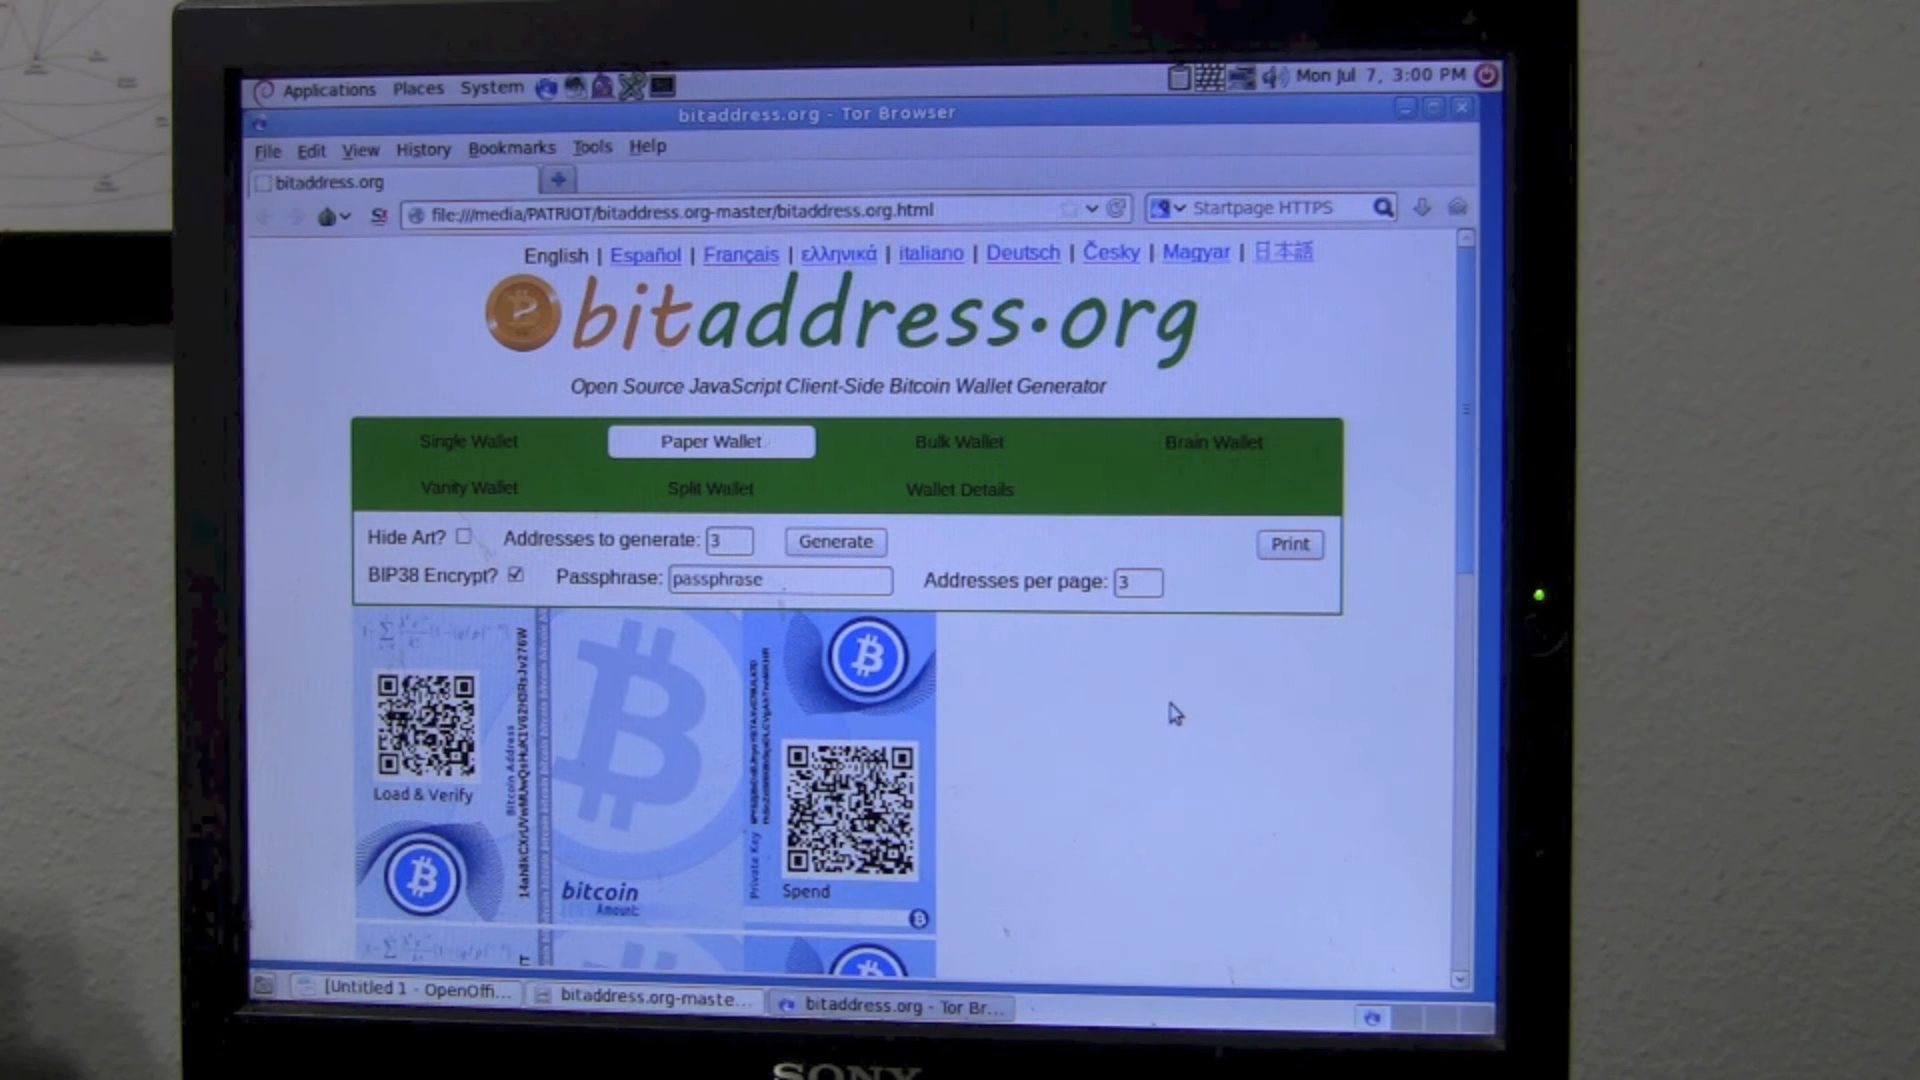 Applications Places System Mon Jul 7, 3:00 PM
bitaddress.org - Tor Browser
File Edit View History Bookmarks Tools Help
bitaddress.org
file:///media/PATRIOT/bitaddress.org-master/bitaddress.org.html Startpage HTTPS
English | Español | Français | ελληνικά | italiano | Deutsch | Česky | Magyar | 日本語
bitaddress.org
Open Source JavaScript Client-Side Bitcoin Wallet Generator
Single Wallet Paper Wallet Bulk Wallet Brain Wallet
Vanity Wallet Split Wallet Wallet Details
Hide Art? Addresses to generate: 3 Generate Print
BIP38 Encrypt? Passphrase: passphrase Addresses per page: 3
Load & Verify
Bitcoin Address
bitcoin
Amount:
Private Key
Spend
[Untitled 1 - OpenOffi... bitaddress.org-maste... bitaddress.org - Tor Br...
SONY